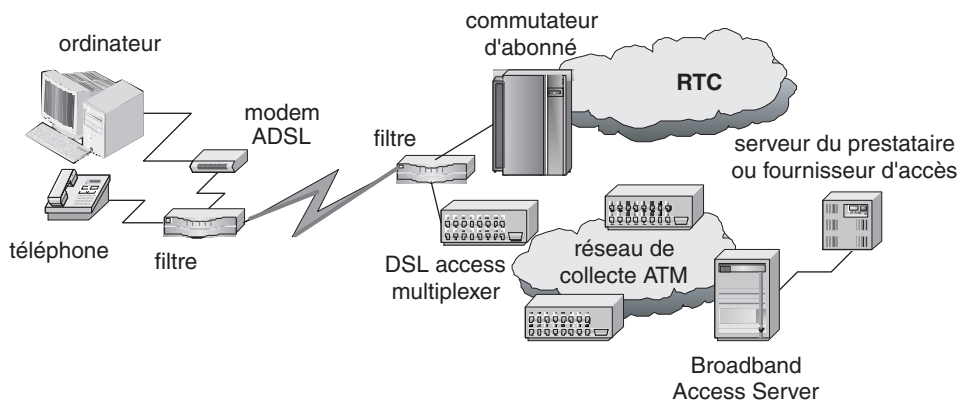 commutateur
d'abonné
ordinateur
RTC
modem
ADSL
filtre
serveur du prestataire
ou fournisseur d'accès
téléphone
filtre
DSL access
multiplexer
réseau de
collecte ATM
Broadband
Access Server